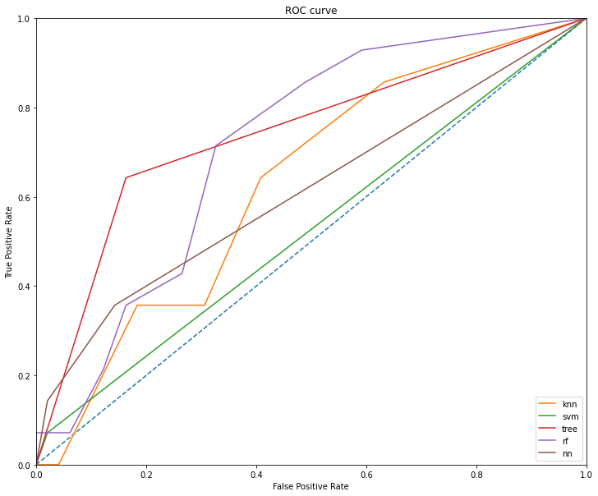 ROC curve
True Positive Rate
1.0
0.8
0.6
0.4
0.2
0.0
0.0 0.2 0.4 0.6 0.8 1.0
False Positive Rate
knn
svm
tree
rf
nn